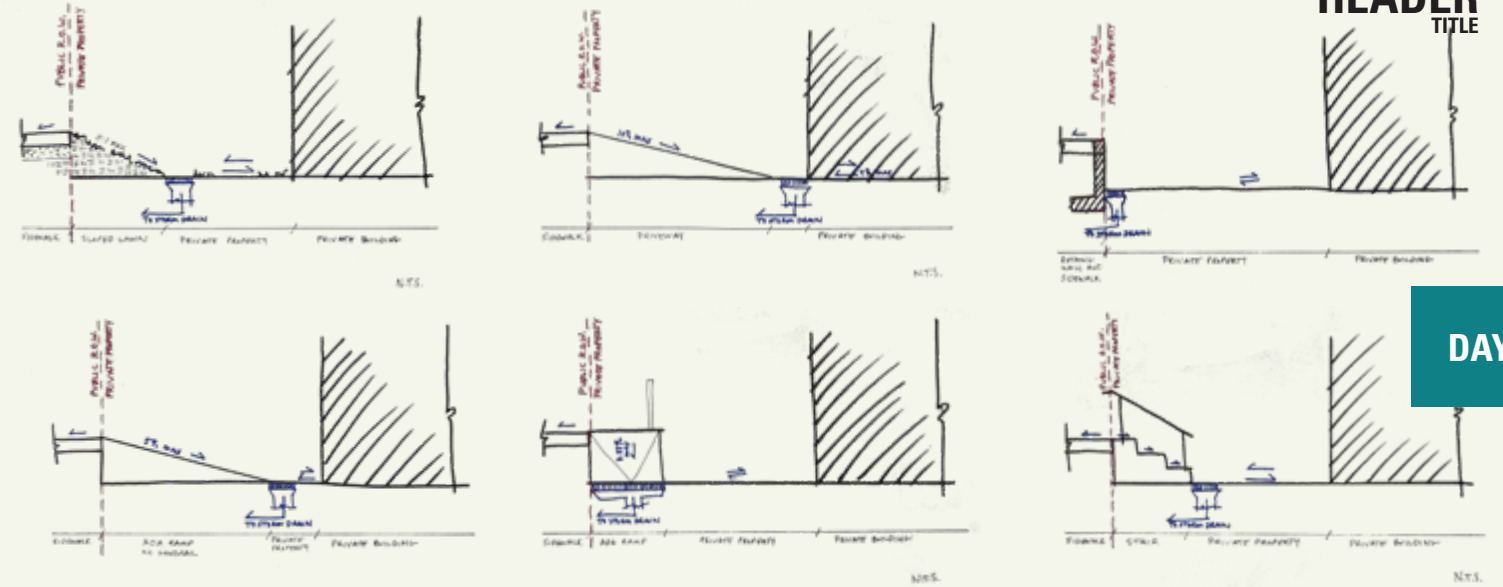 HEADER
TITLE
PUBLIC R.O.W.
PRIVATE PROPERTY
TO STORM DRAIN
SIDEWALK
SLOPED LAWN
PRIVATE PROPERTY
PRIVATE BUILDING
N.T.S.
PUBLIC R.O.W.
PRIVATE PROPERTY
TO STORM DRAIN
SIDEWALK
DRIVEWAY
PRIVATE BUILDING
N.T.S.
PUBLIC R.O.W.
PRIVATE PROPERTY
TO STORM DRAIN
SIDEWALK
PRIVATE PROPERTY
PRIVATE BUILDING
DAY
PUBLIC R.O.W.
PRIVATE PROPERTY
5% MAX
TO STORM DRAIN
SIDEWALK
ADA RAMP
PRIVATE
PROPERTY
PRIVATE BUILDING
PUBLIC R.O.W.
PRIVATE PROPERTY
TO STORM DRAIN
SIDEWALK
ADA RAMP
PRIVATE PROPERTY
PRIVATE BUILDING
N.T.S.
PUBLIC R.O.W.
PRIVATE PROPERTY
TO STORM DRAIN
SIDEWALK
STAIR
PRIVATE PROPERTY
PRIVATE BUILDING
N.T.S.